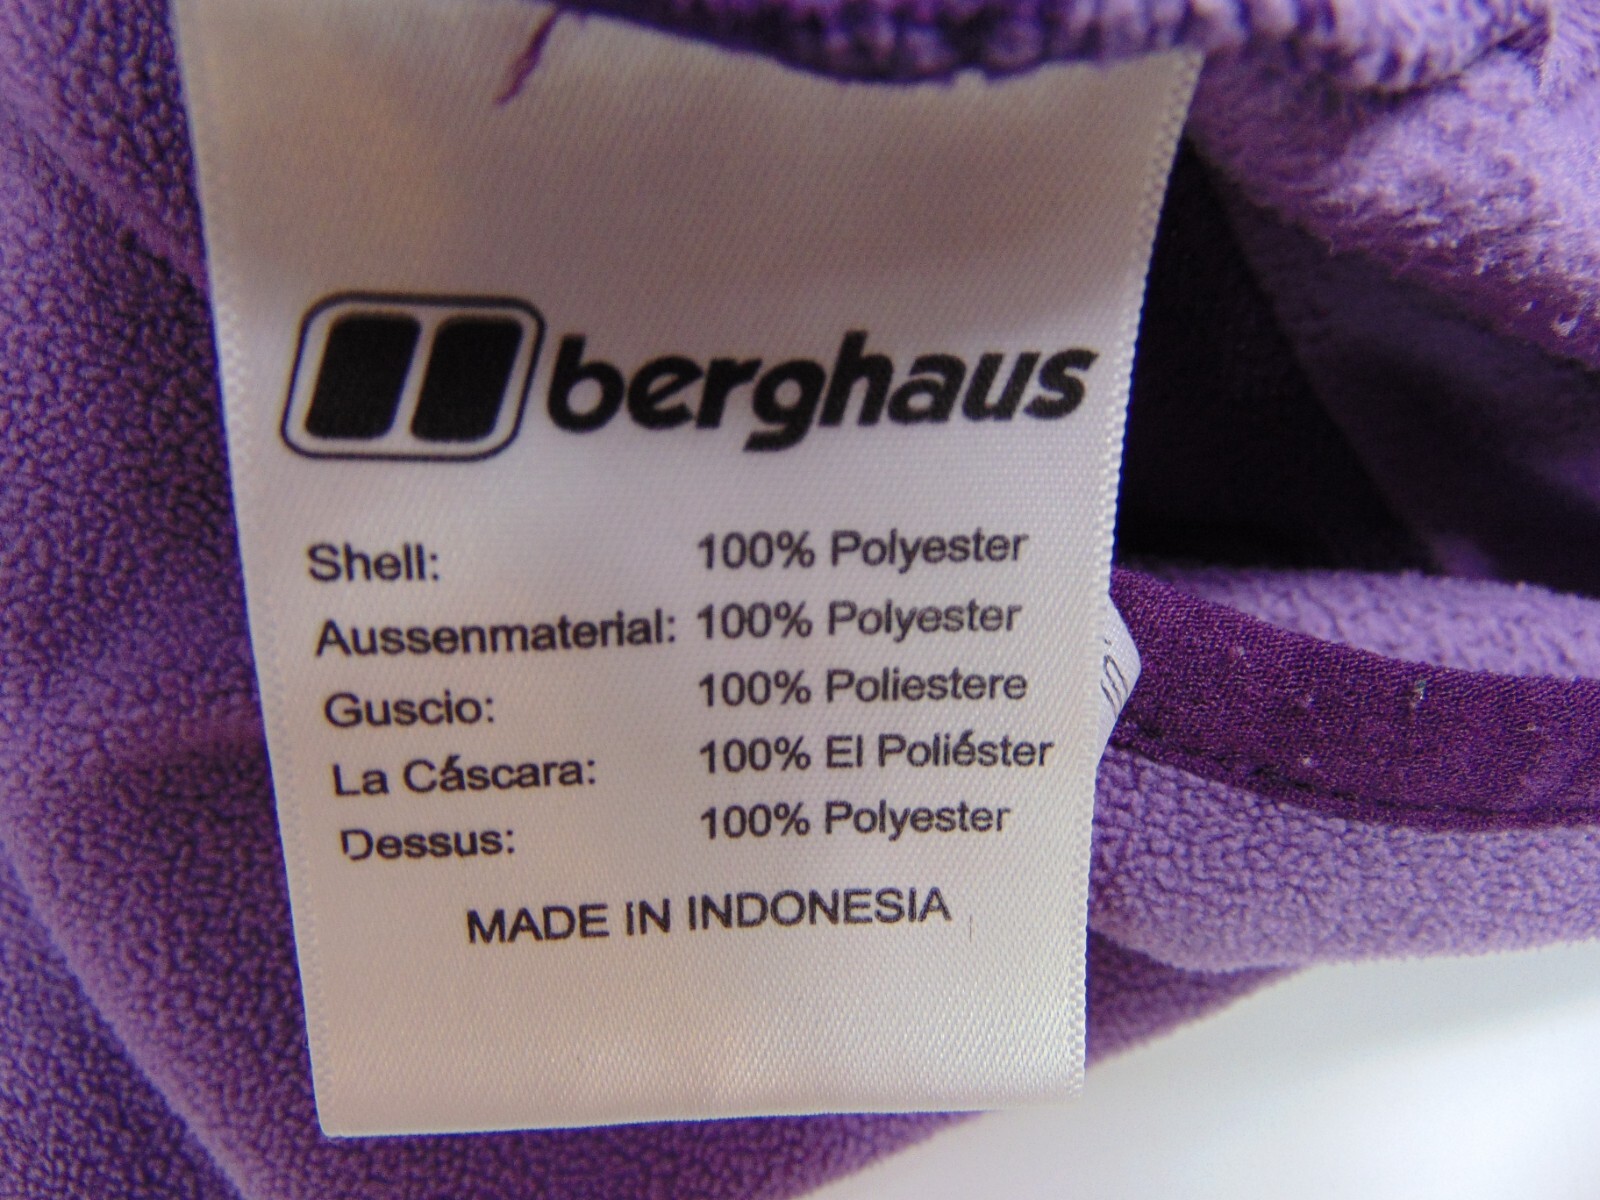 berghaus
Shell: 100% Polyester
Aussenmaterial: 100% Polyester
Guscio: 100% Poliestere
La Cáscara: 100% El Poliéster
Dessus: 100% Polyester
MADE IN INDONESIA